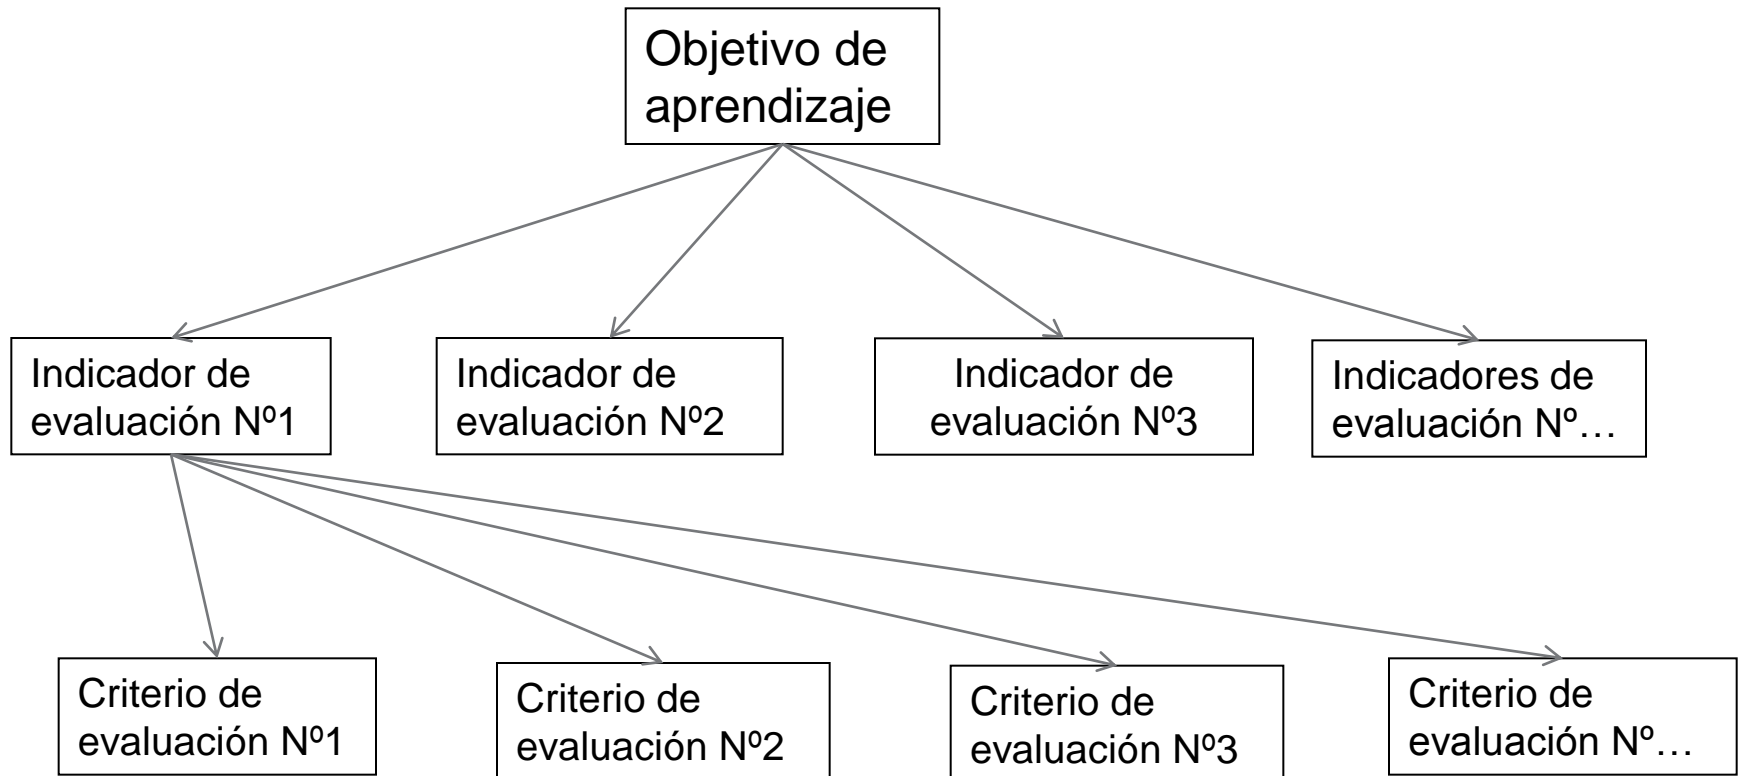 Objetivo de
aprendizaje
Indicador de
evaluación Nº1
Indicador de
evaluación Nº2
Indicador de
evaluación Nº3
Indicadores de
evaluación Nº…
Criterio de
evaluación Nº1
Criterio de
evaluación Nº2
Criterio de
evaluación Nº3
Criterio de
evaluación Nº…